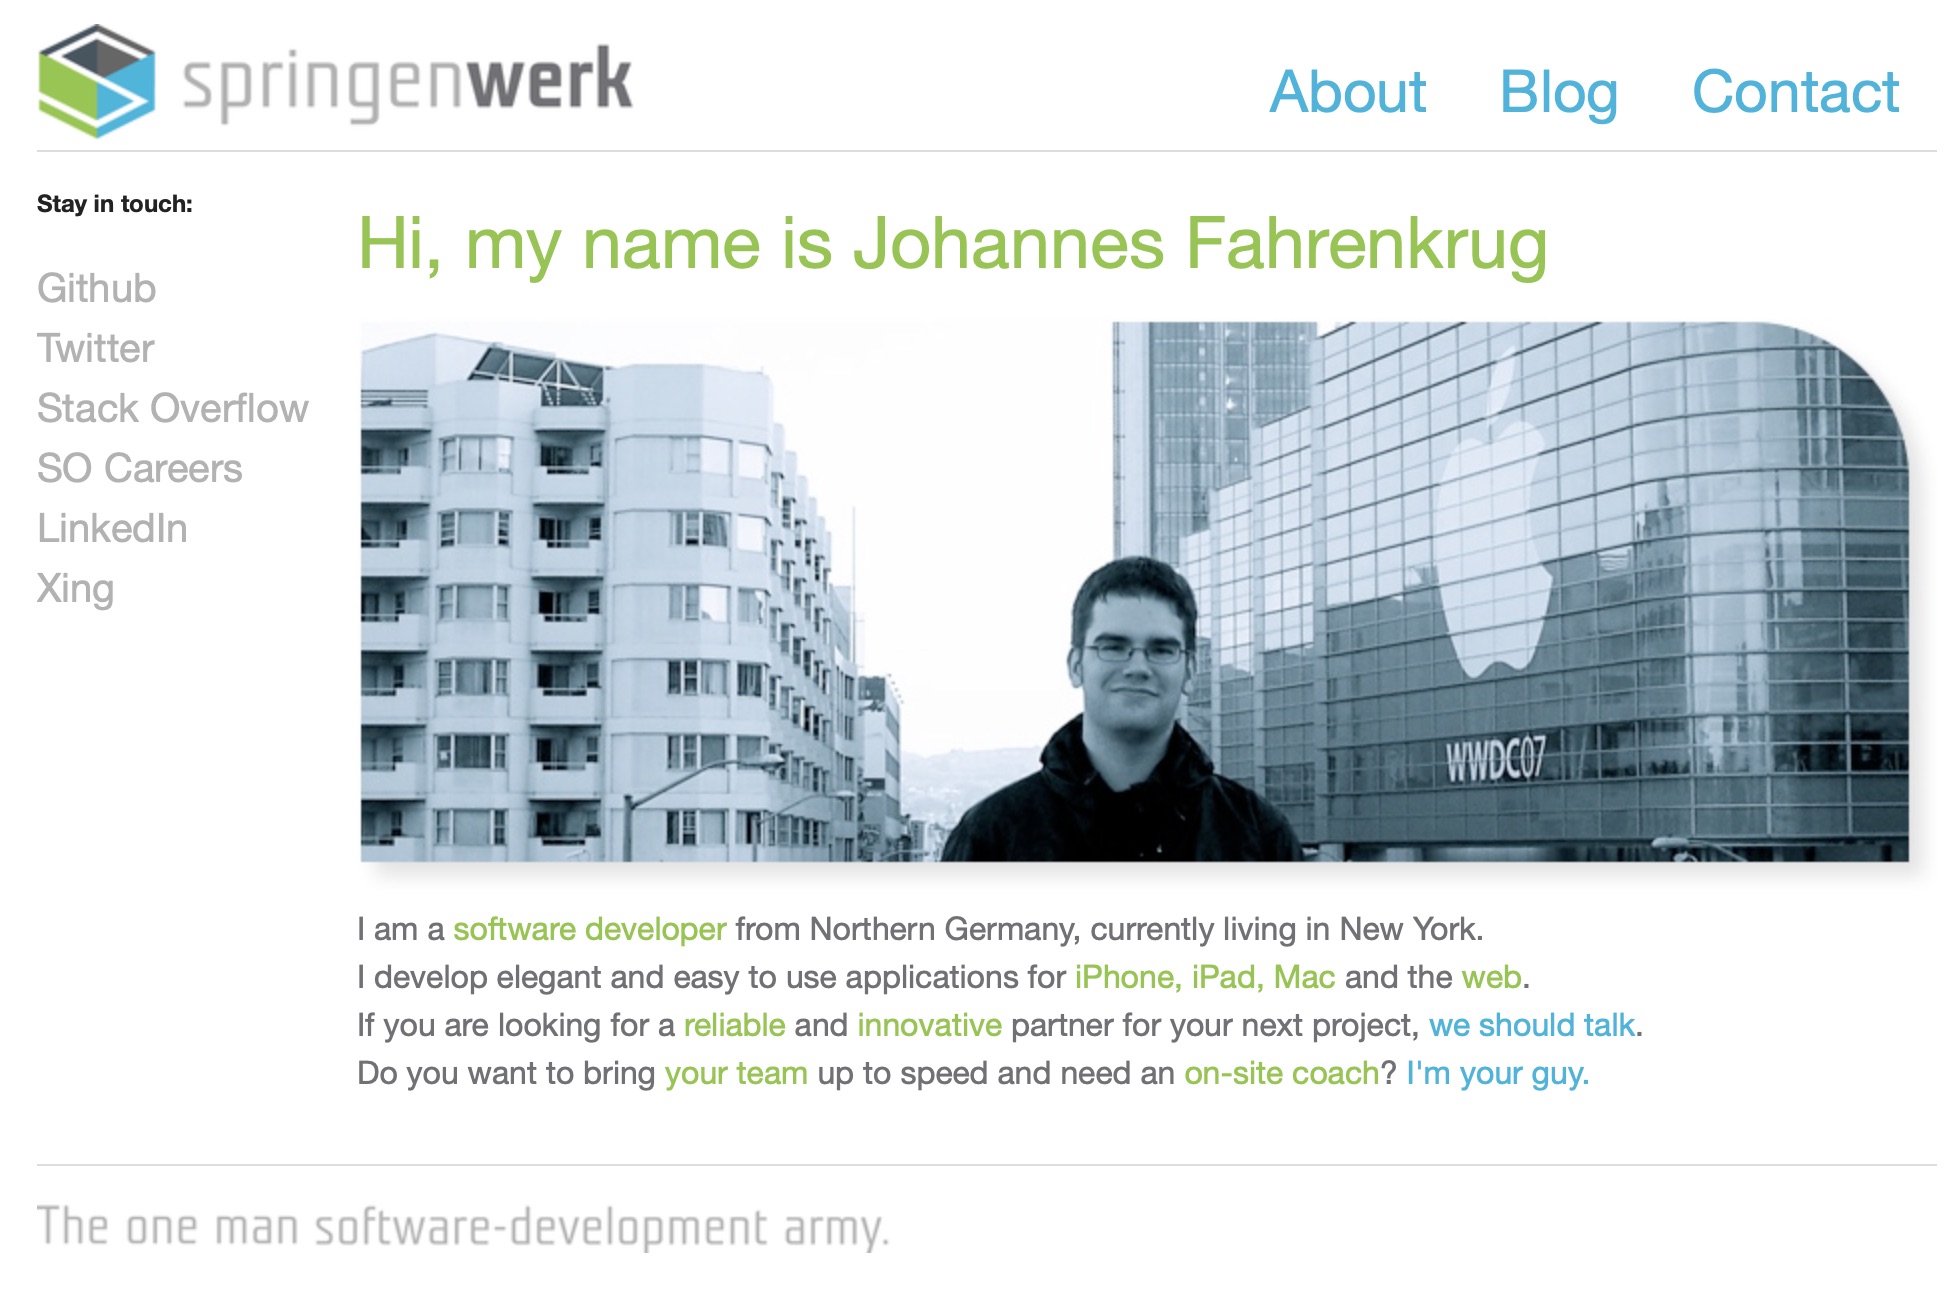 springenwerk
About Blog Contact
Stay in touch:
Github
Twitter
Stack Overflow
SO Careers
LinkedIn
Xing
Hi, my name is Johannes Fahrenkrug
WWDC07
I am a software developer from Northern Germany, currently living in New York.
I develop elegant and easy to use applications for iPhone, iPad, Mac and the web.
If you are looking for a reliable and innovative partner for your next project, we should talk.
Do you want to bring your team up to speed and need an on-site coach? I'm your guy.
The one man software-development army.